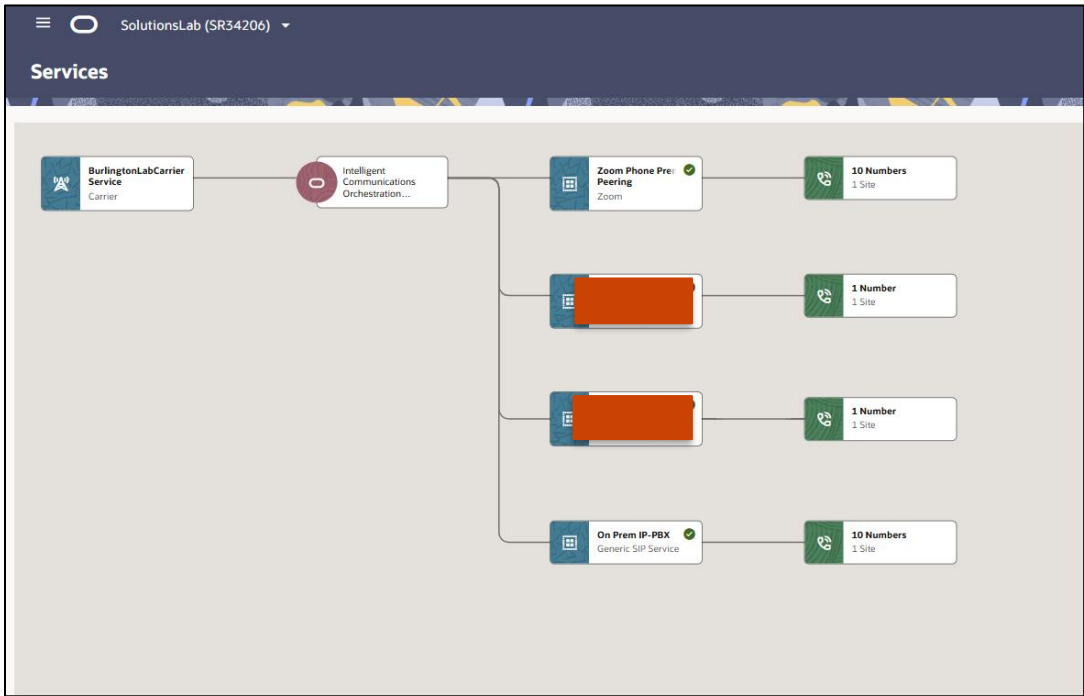 SolutionsLab (SR34206)
Services
BurlingtonLabCarrier
Service
Carrier
Intelligent
Communications
Orchestration...
Zoom Phone Prer
Peering
Zoom
10 Numbers
1 Site
1 Number
1 Site
1 Number
1 Site
On Prem IP-PBX
Generic SIP Service
10 Numbers
1 Site